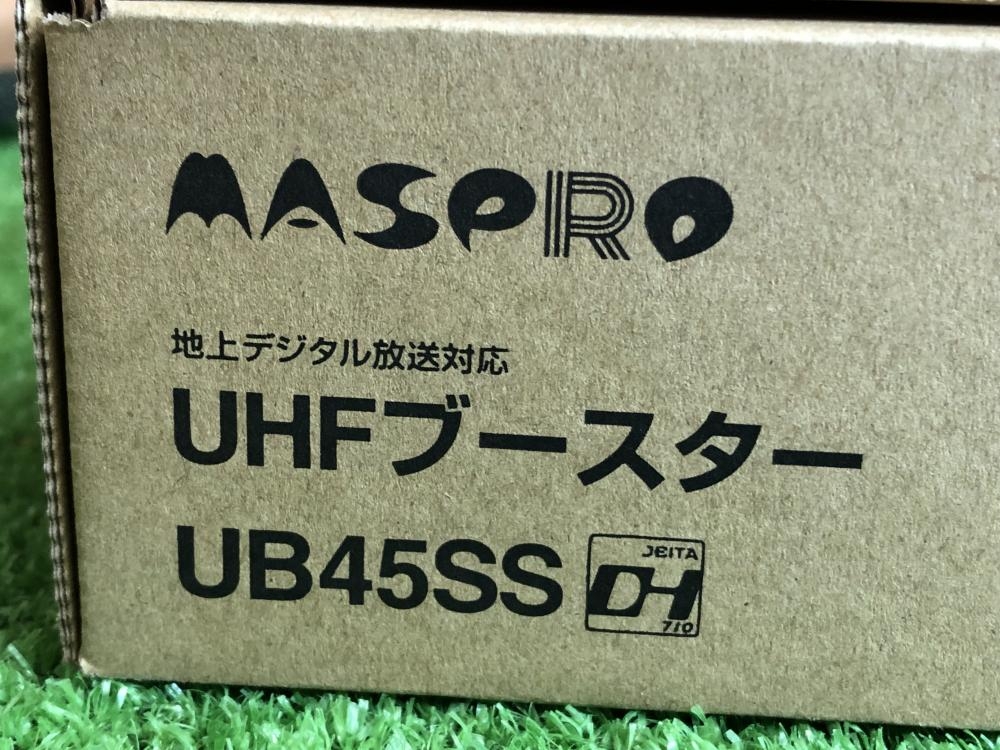 MASPRO
地上デジタル放送対応
UHFブースター
UB45SS
JEITA
DH
710